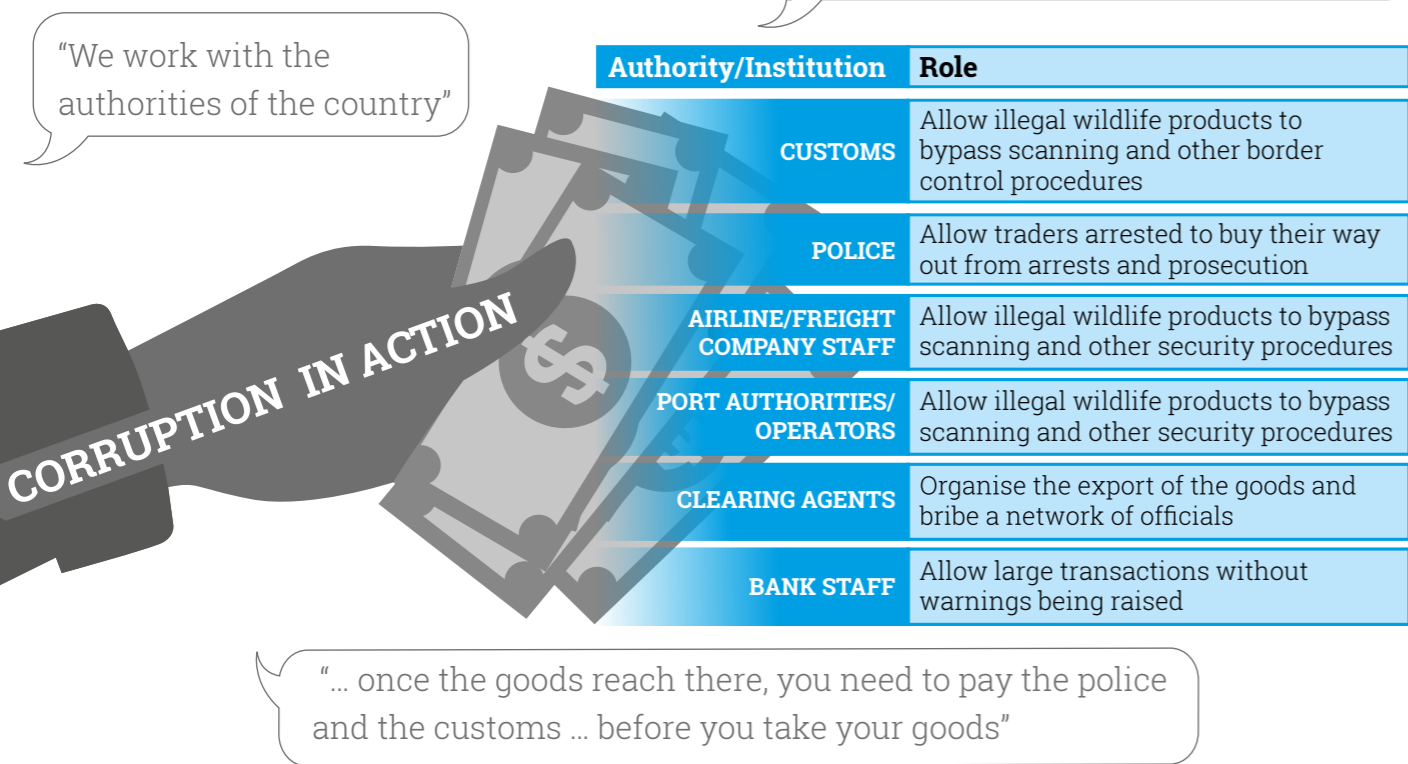 “We work with the
authorities of the country”
Authority/Institution Role
CUSTOMS
Allow illegal wildlife products to
bypass scanning and other border
control procedures
POLICE
Allow traders arrested to buy their way
out from arrests and prosecution
AIRLINE/FREIGHT
COMPANY STAFF
Allow illegal wildlife products to bypass
scanning and other security procedures
PORT AUTHORITIES/
OPERATORS
Allow illegal wildlife products to bypass
scanning and other security procedures
CLEARING AGENTS
Organise the export of the goods and
bribe a network of officials
BANK STAFF
Allow large transactions without
warnings being raised
CORRUPTION IN ACTION
$
“... once the goods reach there, you need to pay the police
and the customs ... before you take your goods”